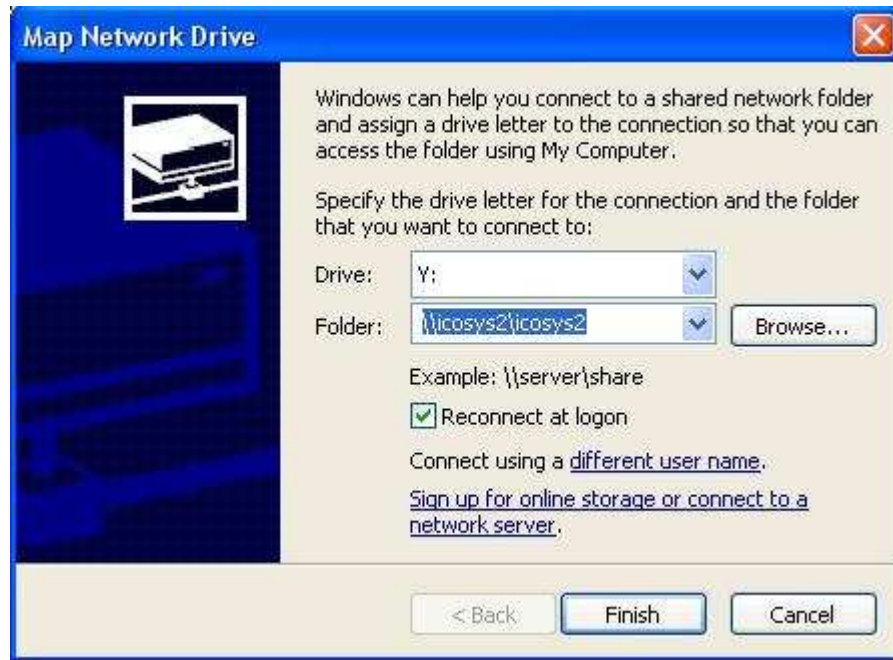 Map Network Drive
Windows can help you connect to a shared network folder
and assign a drive letter to the connection so that you can
access the folder using My Computer.
Specify the drive letter for the connection and the folder
that you want to connect to:
Drive: Y:
Folder: \\icosys2\icosys2 Browse...
Example: \\server\share
Reconnect at logon
Connect using a different user name.
Sign up for online storage or connect to a
network server.
< Back Finish Cancel